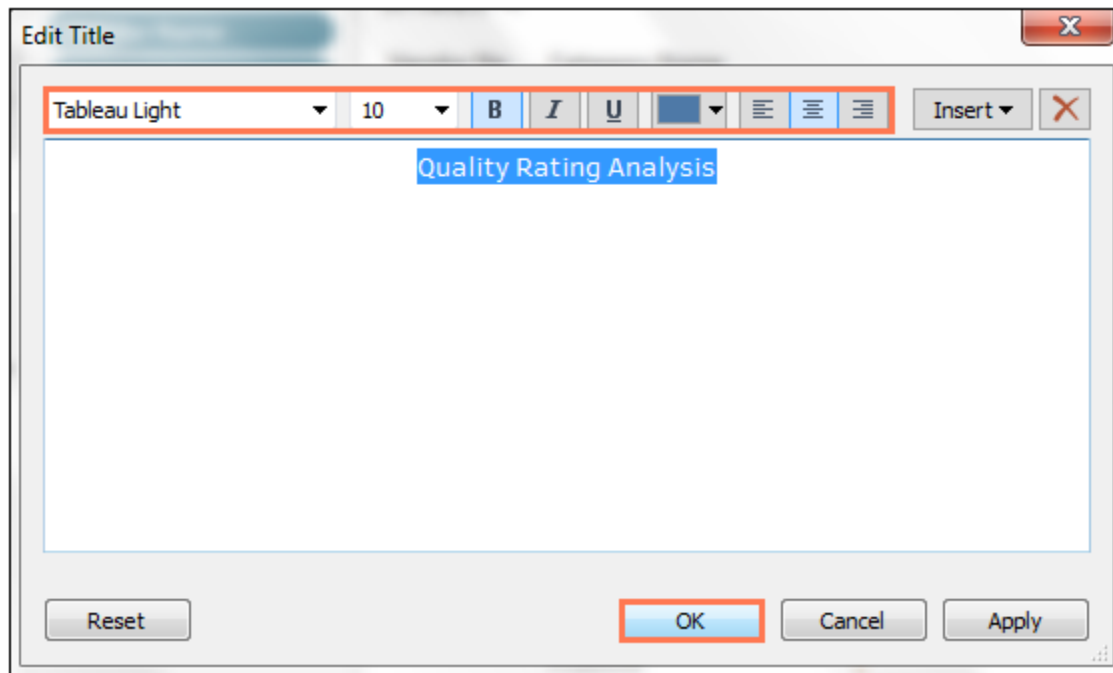 Edit Title
Tableau Light 10 B I U Insert
Quality Rating Analysis
Reset OK Cancel Apply